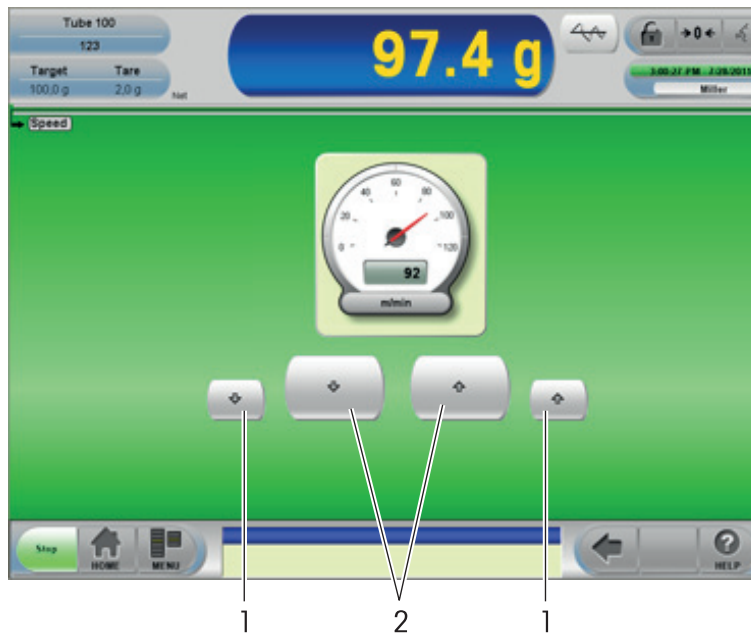 Tube 100
123
Target Tare
100,0 g 2,0 g
Net
97.4 g
→0←
3:00:27 PM - 7/28/2011
Miller
Speed
0 20 40 60 80 100 120
92
m/min
Stop
HOME
MENU
HELP
1 2 1